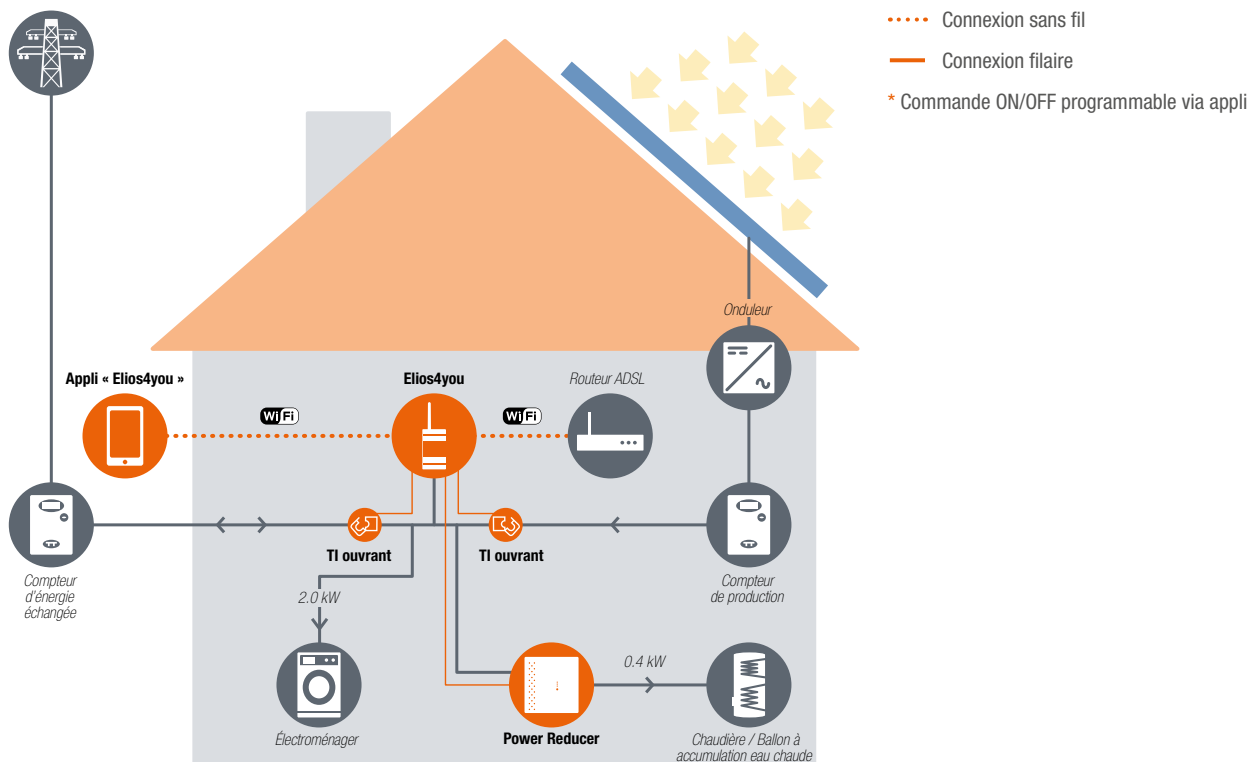 Connexion sans fil
Connexion filaire
* Commande ON/OFF programmable via appli
Onduleur
Appli « Elios4you »
Elios4you
Routeur ADSL
WiFi
WiFi
TI ouvrant
TI ouvrant
Compteur
d'énergie
échangée
Compteur
de production
2.0 kW
0.4 kW
Électroménager
Power Reducer
Chaudière / Ballon à
accumulation eau chaude